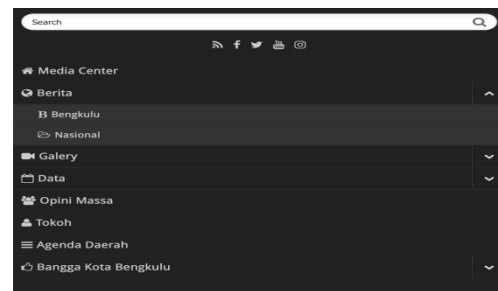 Search
Media Center
Berita
B Bengkulu
Nasional
Galery
Data
Opini Massa
Tokoh
Agenda Daerah
Bangga Kota Bengkulu